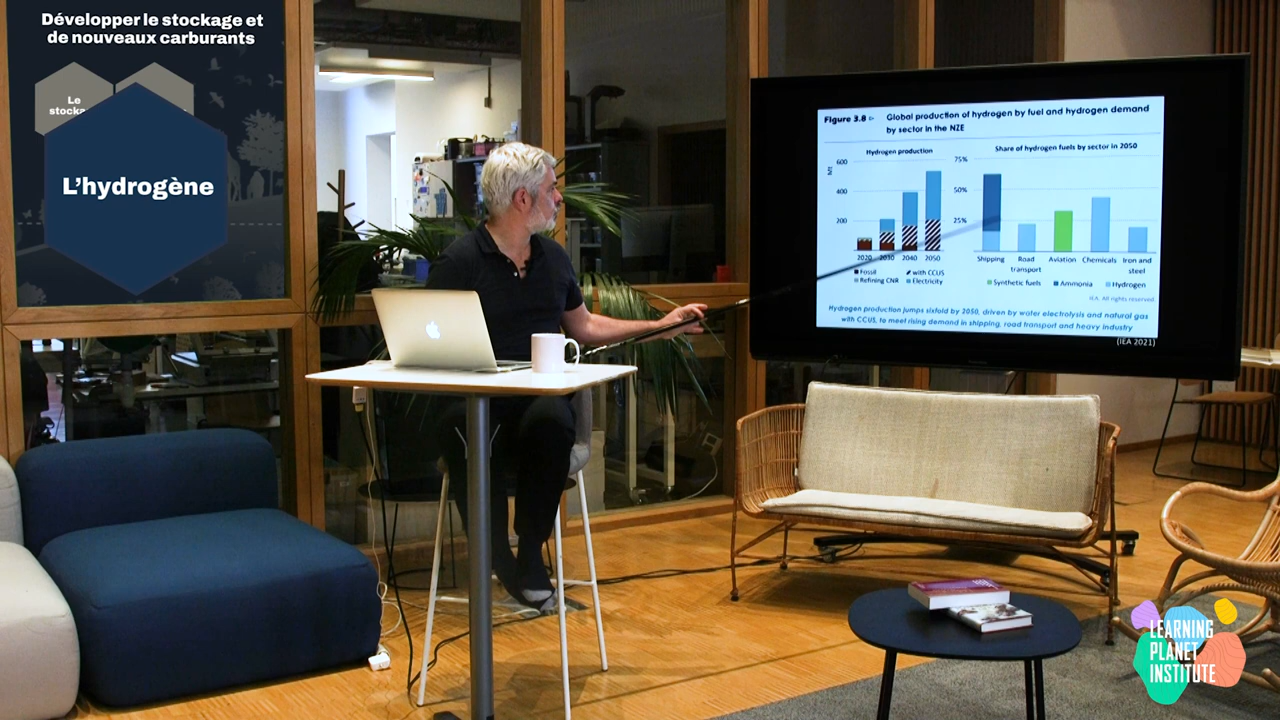 Développer le stockage et
de nouveaux carburants
Le
L'hydrogène
Figure 3.8 ▷ Global production of hydrogen by fuel and hydrogen demand
by sector in the NZE
Hydrogen production
Mt
600
400
200
2020 2030 2040 2050
Fossil with CCUS
Refining CNR Electricity
Share of hydrogen fuels by sector in 2050
75%
50%
25%
Shipping Road Aviation Chemicals Iron and
transport steel
Synthetic fuels Ammonia Hydrogen
IEA. All rights reserved.
Hydrogen production jumps sixfold by 2050, driven by water electrolysis and natural gas
with CCUS, to meet rising demand in shipping, road transport and heavy industry
(IEA 2021)
LEARNING
PLANET
INSTITUTE